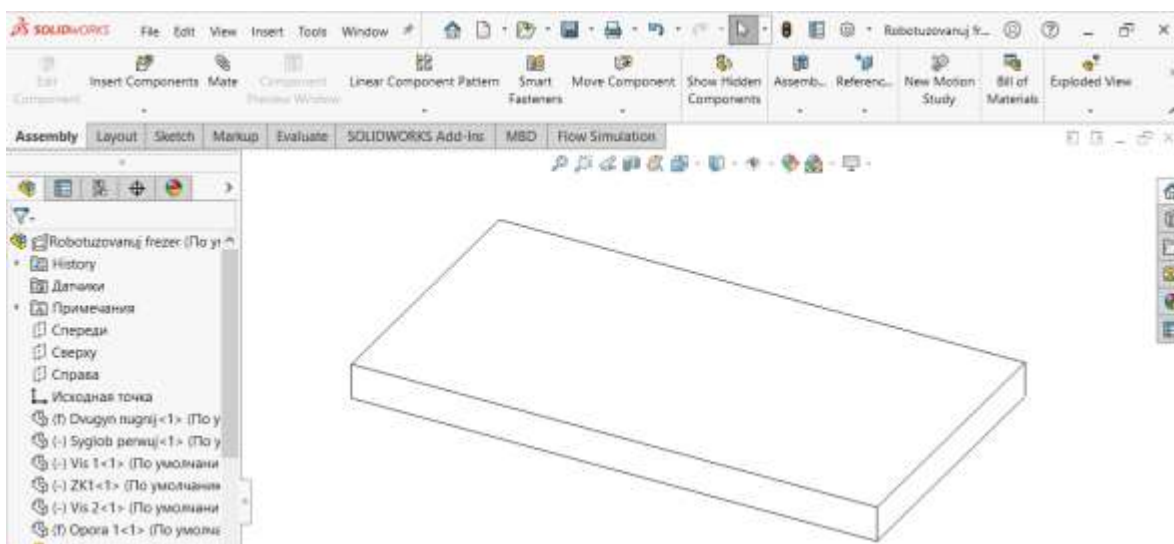 SOLIDWORKS File Edit View Insert Tools Window Robotuzovanuj fr...
Edit Component
Insert Components
Mate
Component Preview Window
Linear Component Pattern
Smart Fasteners
Move Component
Show Hidden Components
Assemb...
Referenc...
New Motion Study
Bill of Materials
Exploded View
Assembly Layout Sketch Markup Evaluate SOLIDWORKS Add-Ins MBD Flow Simulation
Robotuzovanuj frezer (По ум
History
Датчики
Примечания
Спереди
Сверху
Справа
Исходная точка
(f) Dvugyn nugnij<1> (По у
(-) Syglob perwuj<1> (По у
(-) Vis 1<1> (По умолчани
(-) ZK1<1> (По умолчание
(-) Vis 2<1> (По умолчани
(f) Opora 1<1> (По умолча